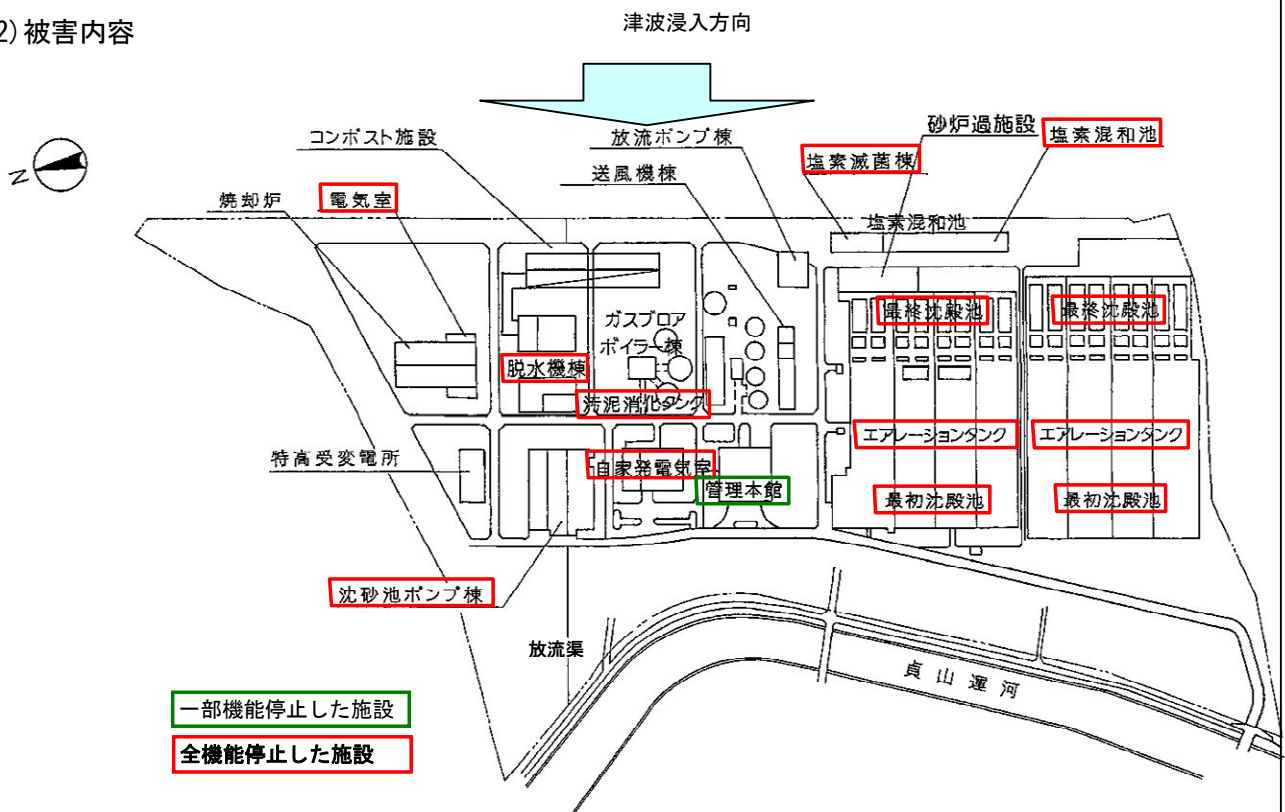 2)被害内容
津波浸入方向
コンポスト施設
放流ポンプ棟
砂炉過施設
塩素混和池
塩素滅菌棟
送風機棟
N
焼却炉
電気室
塩素混和池
ガスブロア
ボイラー棟
最終沈殿池
最終沈殿池
脱水機棟
汚泥消化タンク
エアレーションタンク
エアレーションタンク
特高受変電所
自家発電気室
管理本館
最初沈殿池
最初沈殿池
沈砂池ポンプ棟
放流渠
貞山運河
一部機能停止した施設
全機能停止した施設